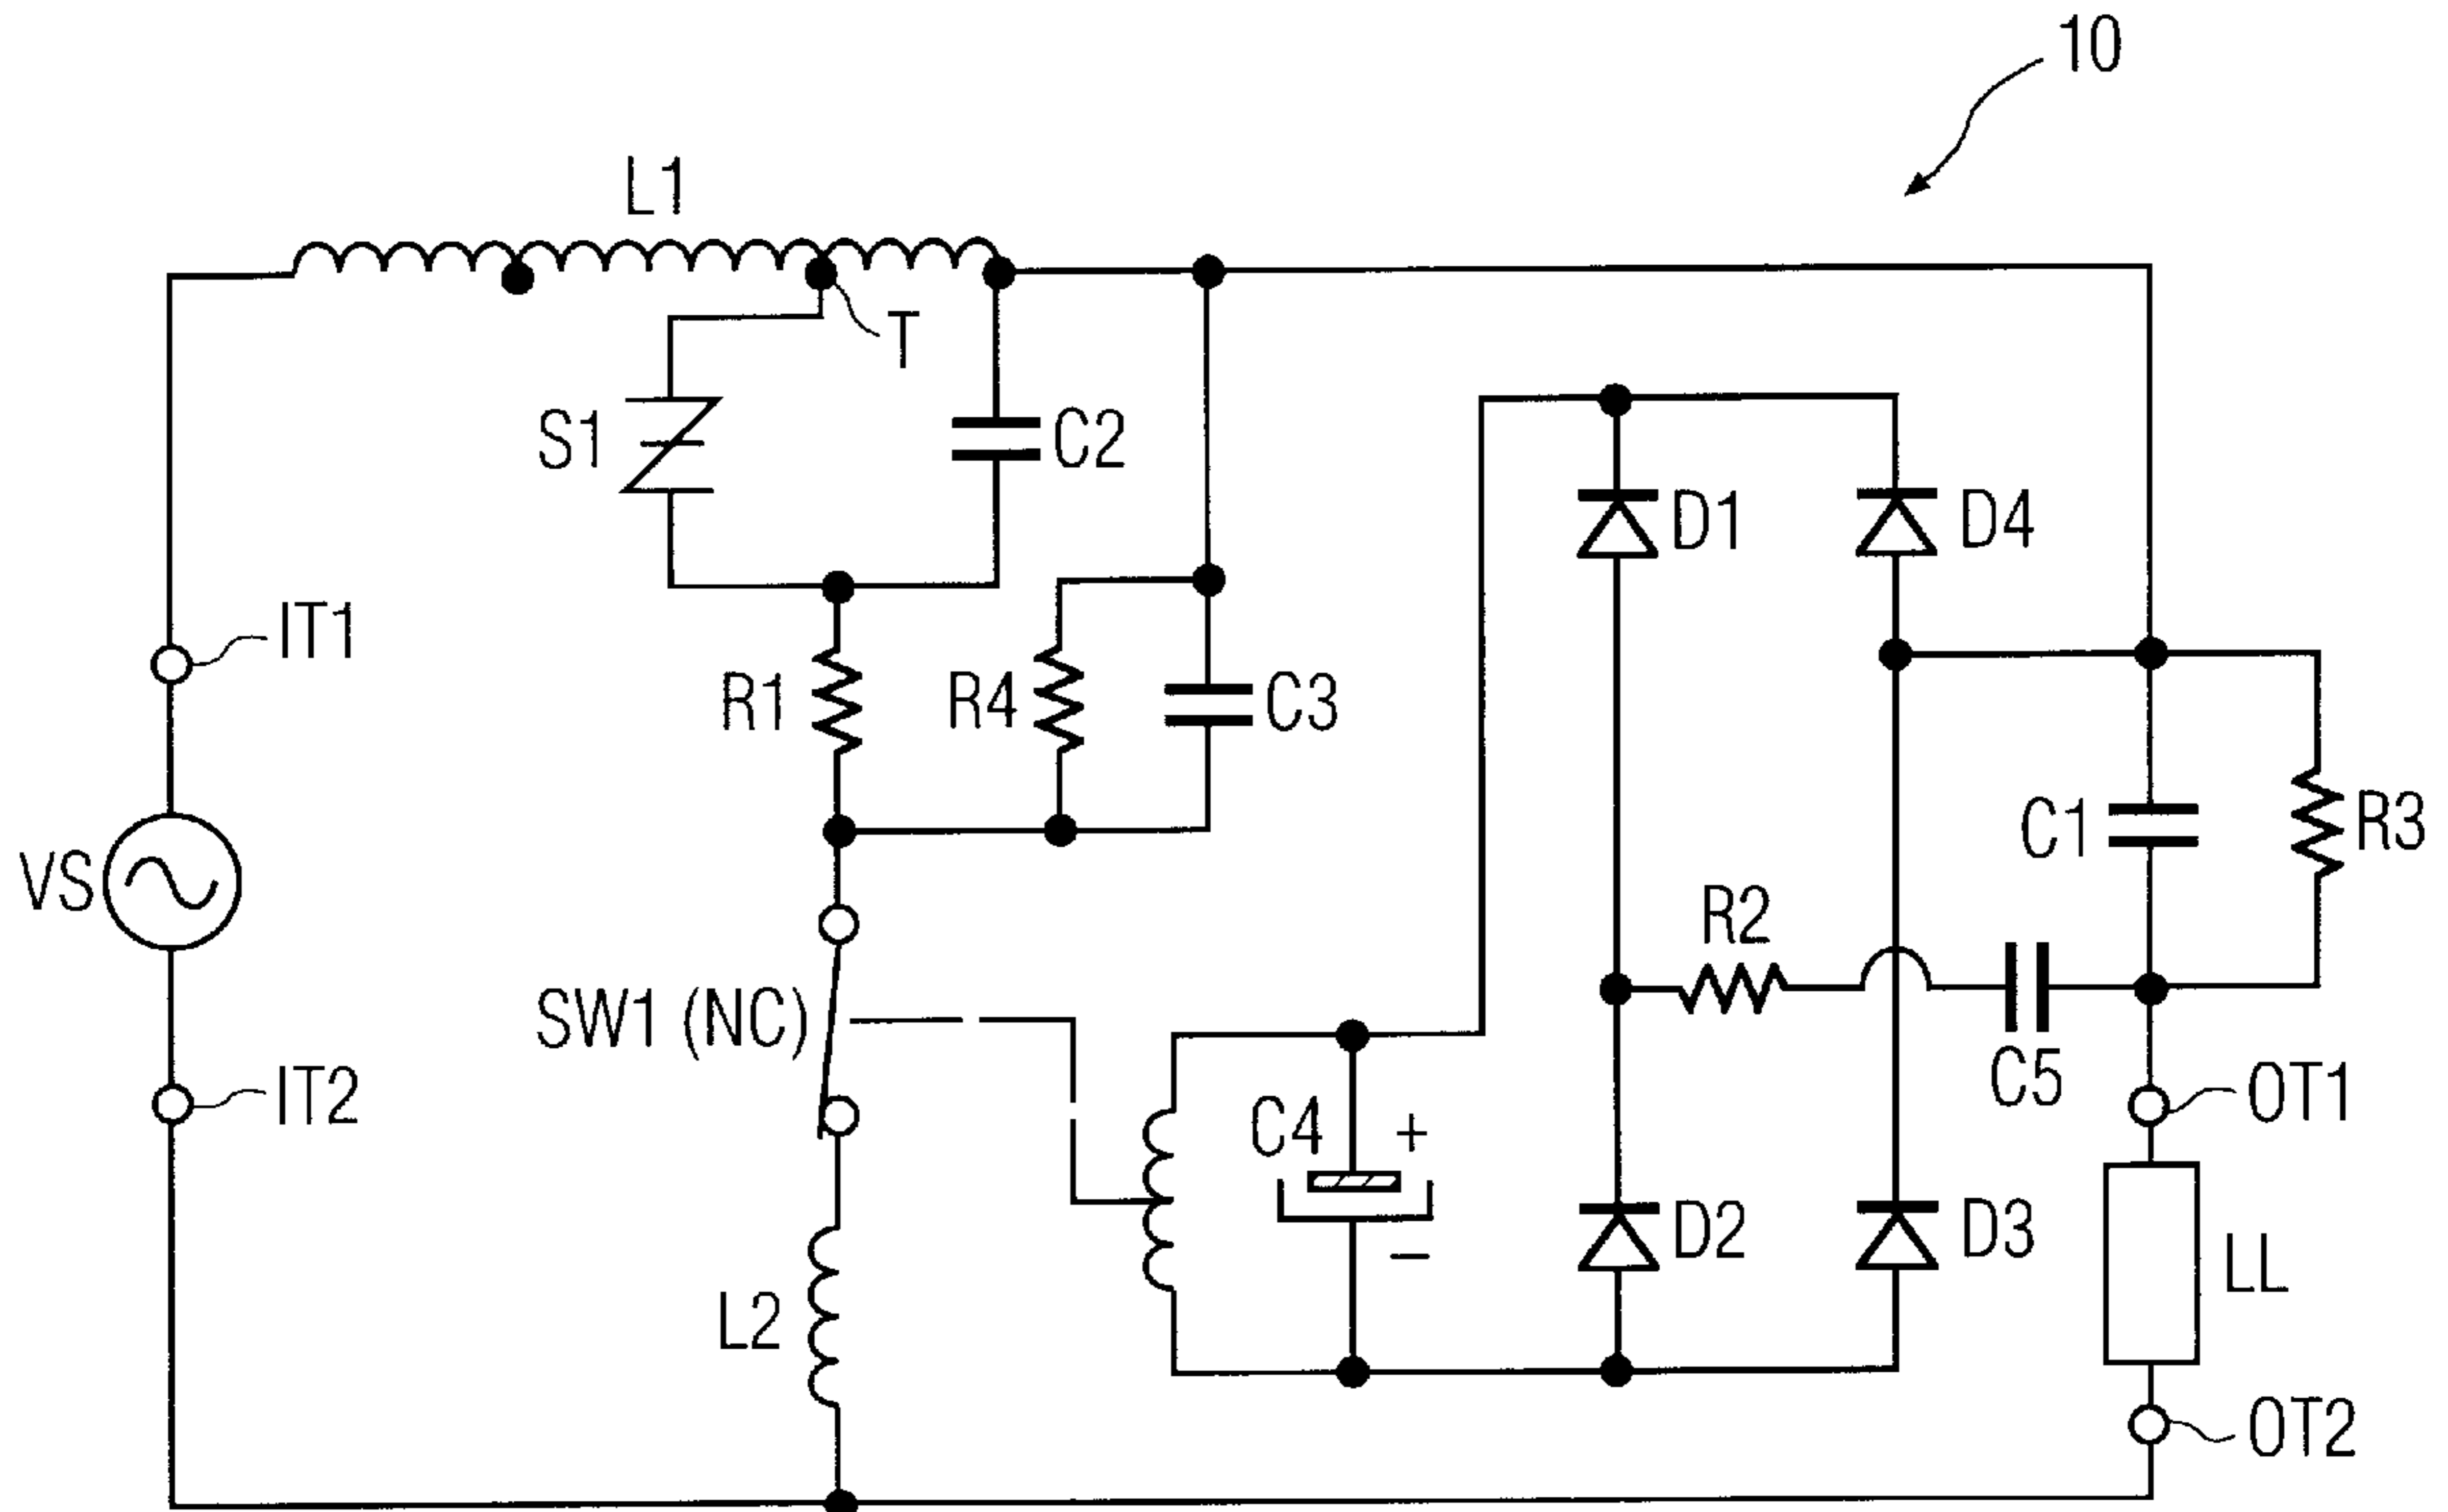 10
L1
T
S1
C2
D1
D4
IT1
R1
R4
C3
C1
R3
VS
R2
SW1 (NC)
C5
IT2
OT1
C4
+
−
D2
D3
LL
L2
OT2